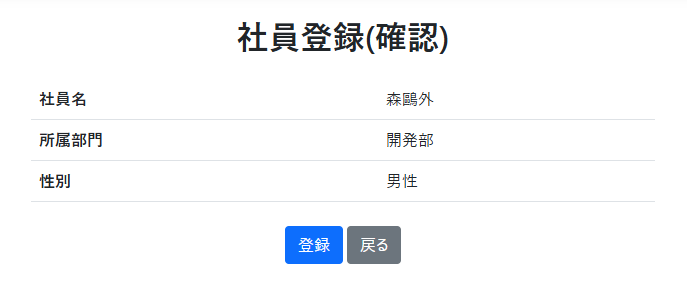 社員登録(確認)
社員名 森鷗外
所属部門 開発部
性別 男性
登録 戻る